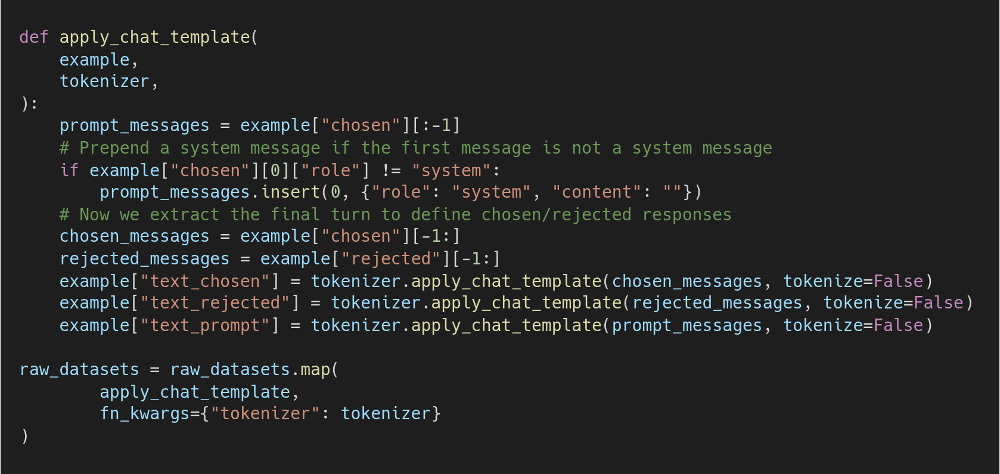 def apply_chat_template(
    example,
    tokenizer,
):
    prompt_messages = example["chosen"][:-1]
    # Prepend a system message if the first message is not a system message
    if example["chosen"][0]["role"] != "system":
        prompt_messages.insert(0, {"role": "system", "content": ""})
    # Now we extract the final turn to define chosen/rejected responses
    chosen_messages = example["chosen"][-1:]
    rejected_messages = example["rejected"][-1:]
    example["text_chosen"] = tokenizer.apply_chat_template(chosen_messages, tokenize=False)
    example["text_rejected"] = tokenizer.apply_chat_template(rejected_messages, tokenize=False)
    example["text_prompt"] = tokenizer.apply_chat_template(prompt_messages, tokenize=False)

raw_datasets = raw_datasets.map(
        apply_chat_template,
        fn_kwargs={"tokenizer": tokenizer}
)